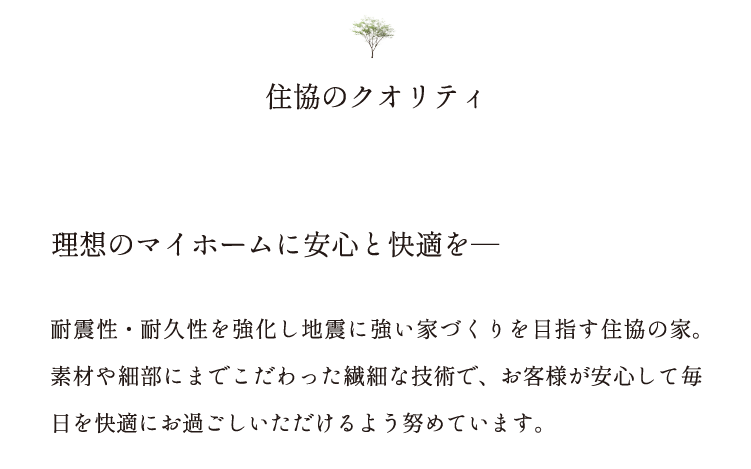 住協のクオリティ
理想のマイホームに安心と快適を―
耐震性・耐久性を強化し地震に強い家づくりを目指す住協の家。
素材や細部にまでこだわった繊細な技術で、お客様が安心して毎
日を快適にお過ごしいただけるよう努めています。